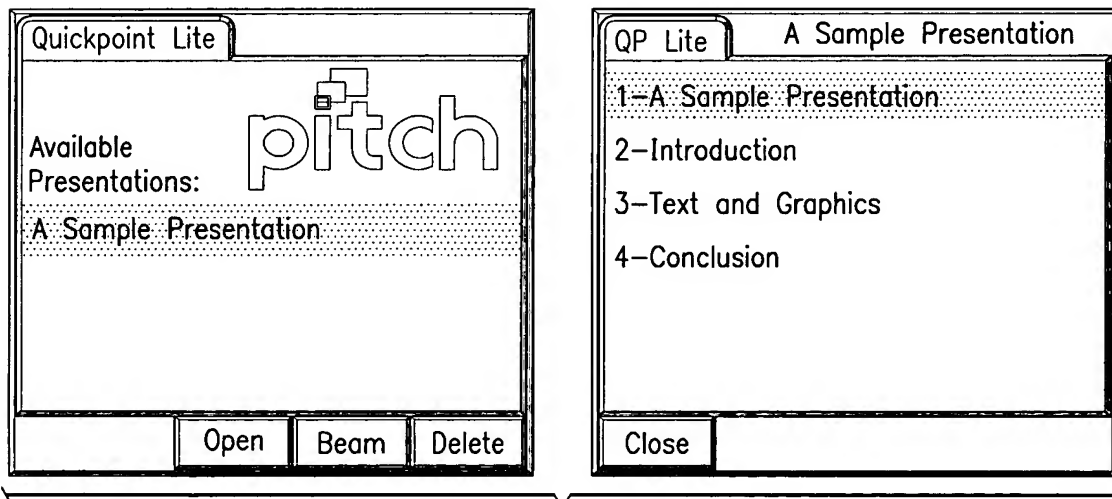 Quickpoint Lite
pitch
Available
Presentations:
A Sample Presentation
Open Beam Delete
QP Lite A Sample Presentation
1-A Sample Presentation
2-Introduction
3-Text and Graphics
4-Conclusion
Close